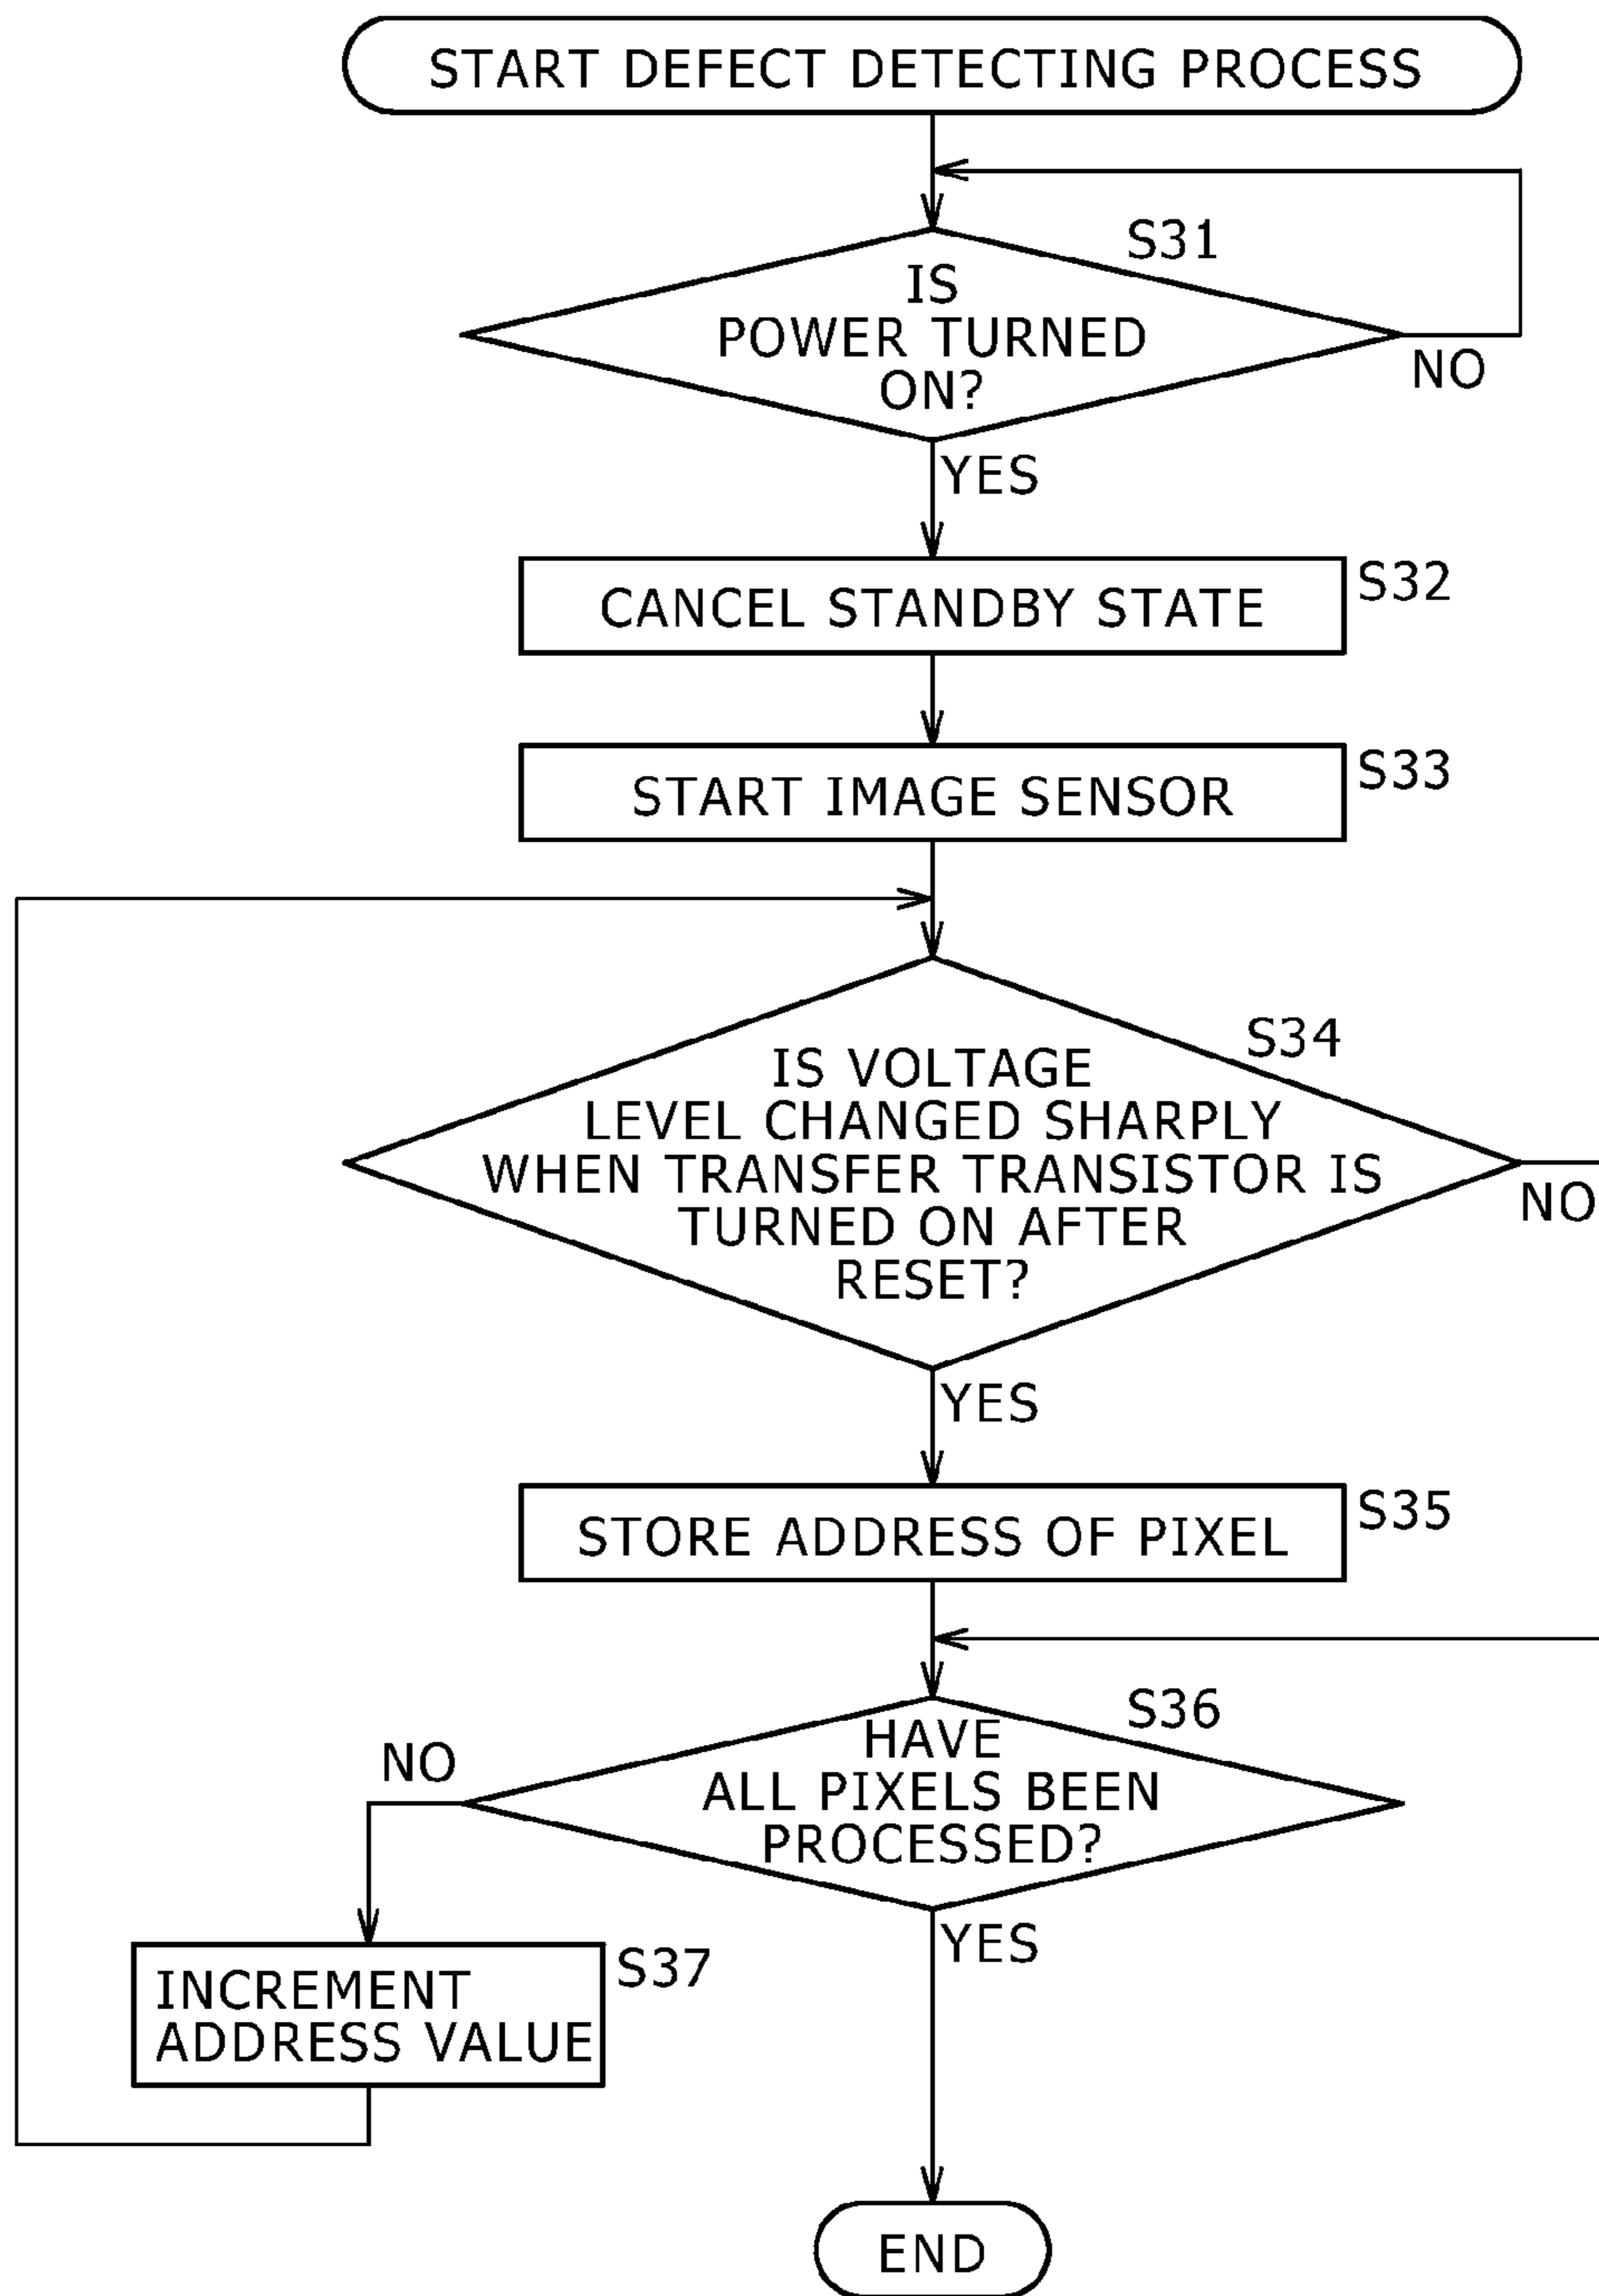 START DEFECT DETECTING PROCESS
S31
IS
POWER TURNED
ON?
NO
YES
CANCEL STANDBY STATE
S32
START IMAGE SENSOR
S33
S34
IS VOLTAGE
LEVEL CHANGED SHARPLY
WHEN TRANSFER TRANSISTOR IS
TURNED ON AFTER
RESET?
NO
YES
STORE ADDRESS OF PIXEL
S35
S36
HAVE
ALL PIXELS BEEN
PROCESSED?
NO
YES
INCREMENT
ADDRESS VALUE
S37
END